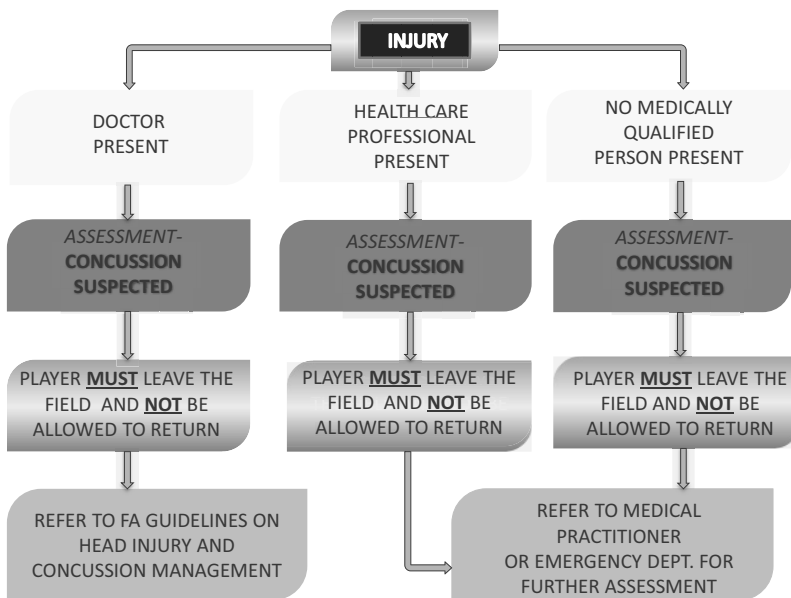 INJURY
DOCTOR
PRESENT
HEALTH CARE
PROFESSIONAL
PRESENT
NO MEDICALLY
QUALIFIED
PERSON PRESENT
ASSESSMENT-
CONCUSSION
SUSPECTED
ASSESSMENT-
CONCUSSION
SUSPECTED
ASSESSMENT-
CONCUSSION
SUSPECTED
PLAYER MUST LEAVE THE
FIELD AND NOT BE
ALLOWED TO RETURN
PLAYER MUST LEAVE THE
FIELD AND NOT BE
ALLOWED TO RETURN
PLAYER MUST LEAVE THE
FIELD AND NOT BE
ALLOWED TO RETURN
REFER TO FA GUIDELINES ON
HEAD INJURY AND
CONCUSSION MANAGEMENT
REFER TO MEDICAL
PRACTITIONER
OR EMERGENCY DEPT. FOR
FURTHER ASSESSMENT